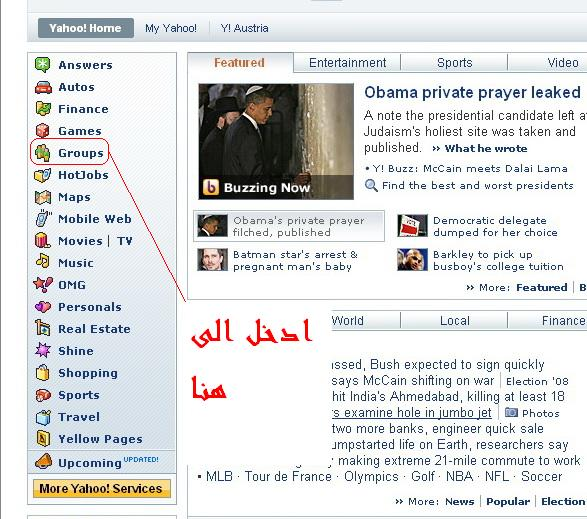 Yahoo! Home My Yahoo! Y! Austria
Answers
Autos
Finance
Games
Groups
HotJobs
Maps
Mobile Web
Movies | TV
Music
OMG
Personals
Real Estate
Shine
Shopping
Sports
Travel
Yellow Pages
Upcoming UPDATED!
More Yahoo! Services
Featured Entertainment Sports Video
b Buzzing Now
Obama private prayer leaked
A note the presidential candidate left a
Judaism's holiest site was taken and
published. » What he wrote
• Y! Buzz: McCain meets Dalai Lama
Find the best and worst presidents
Obama's private prayer
filched, published
Democratic delegate
dumped for her choice
Batman star's arrest &
pregnant man's baby
Barkley to pick up
busboy's college tuition
» More: Featured | B
ادخل الى
هنا
World Local Finance
ssed, Bush expected to sign quickly
says McCain shifting on war | Election '08
hit India's Ahmedabad, killing at least 18
s examine hole in jumbo jet | Photos
two more banks, engineer quick sale
umpstarted life on Earth, researchers say
making extreme 21-mile commute to work
• MLB · Tour de France · Olympics · Golf · NBA · NFL · Soccer
» More: News | Popular | Election